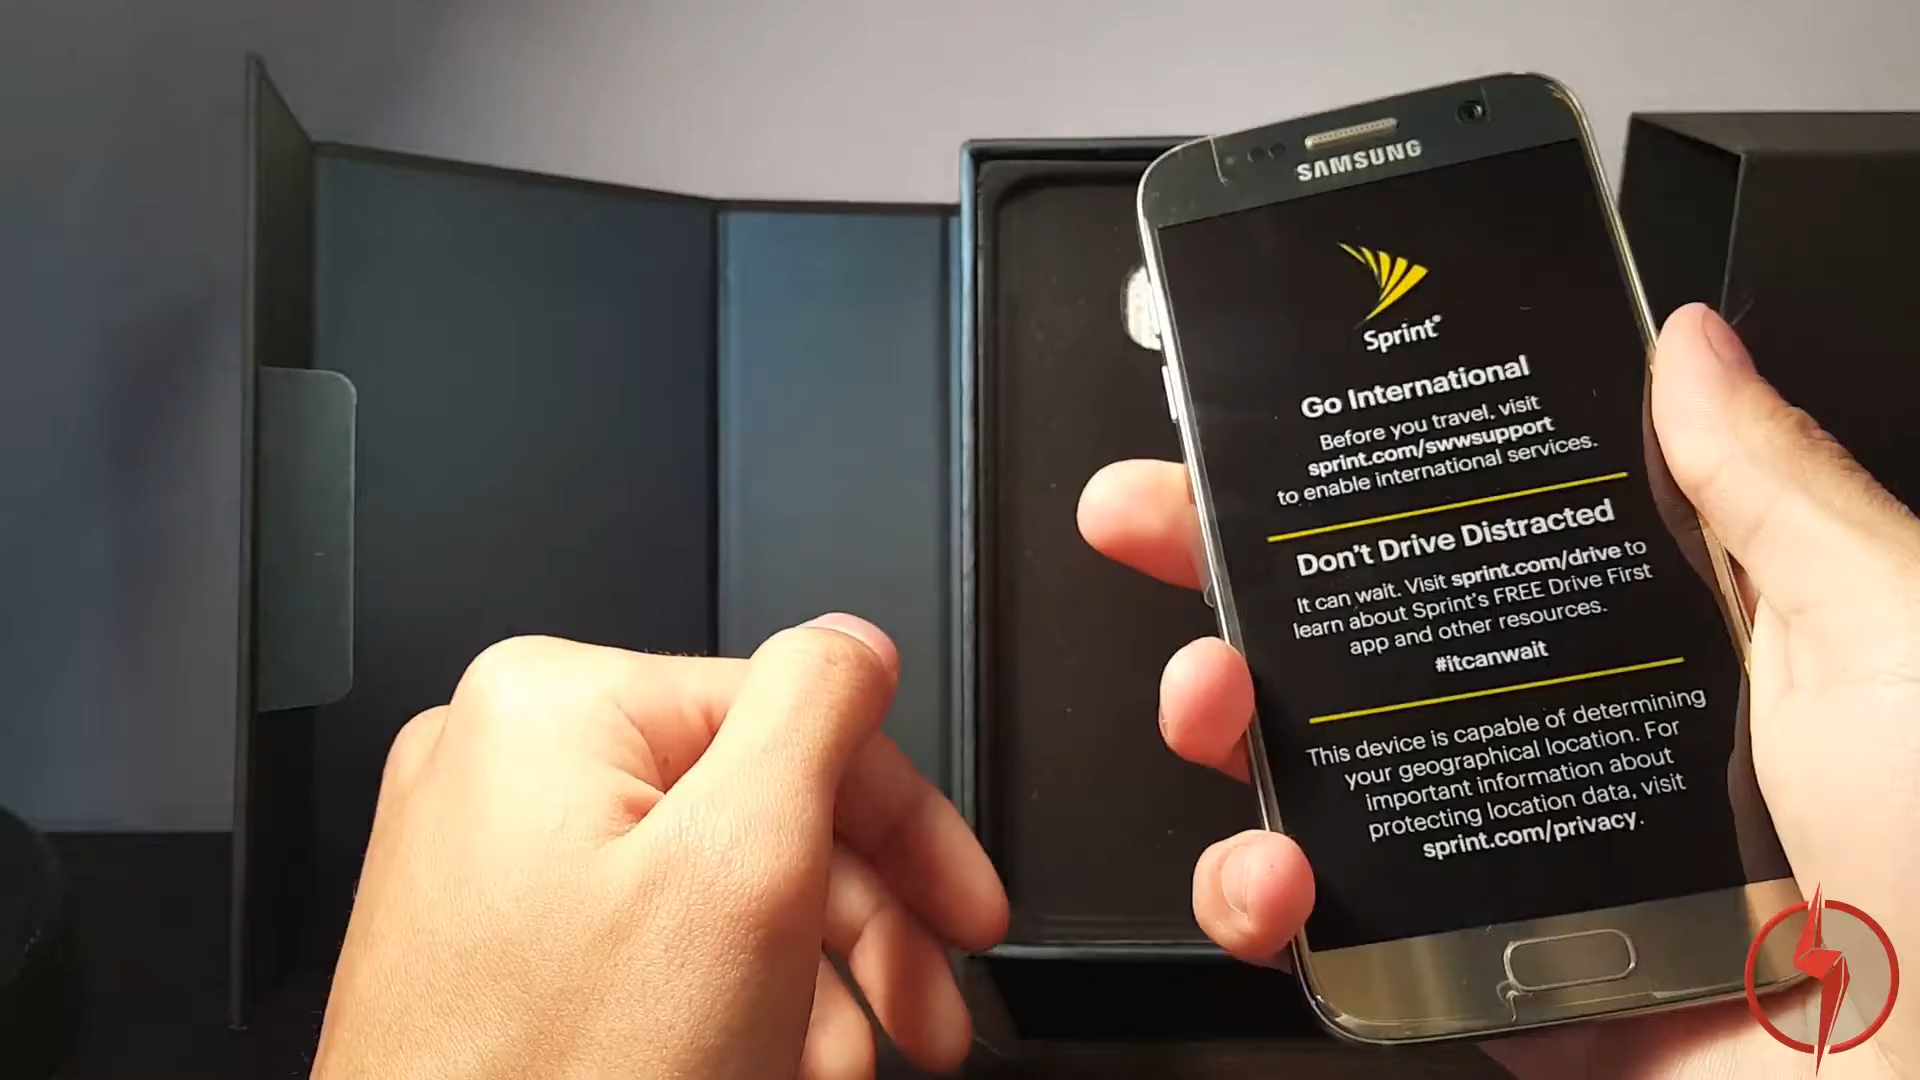 SAMSUNG
Sprint®
Go International
Before you travel, visit
sprint.com/swwsupport
to enable international services.
Don't Drive Distracted
It can wait. Visit sprint.com/drive to
learn about Sprint's FREE Drive First
app and other resources.
#itcanwait
This device is capable of determining
your geographical location. For
important information about
protecting location data, visit
sprint.com/privacy.